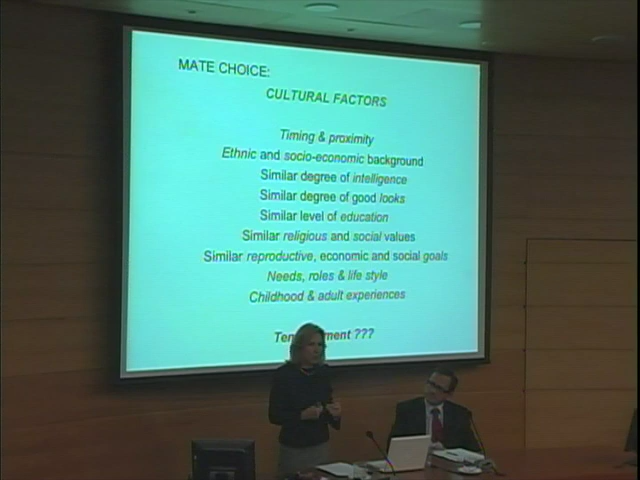 MATE CHOICE:
CULTURAL FACTORS
Timing & proximity
Ethnic and socio-economic background
Similar degree of intelligence
Similar degree of good looks
Similar level of education
Similar religious and social values
Similar reproductive, economic and social goals
Needs, roles & life style
Childhood & adult experiences
???